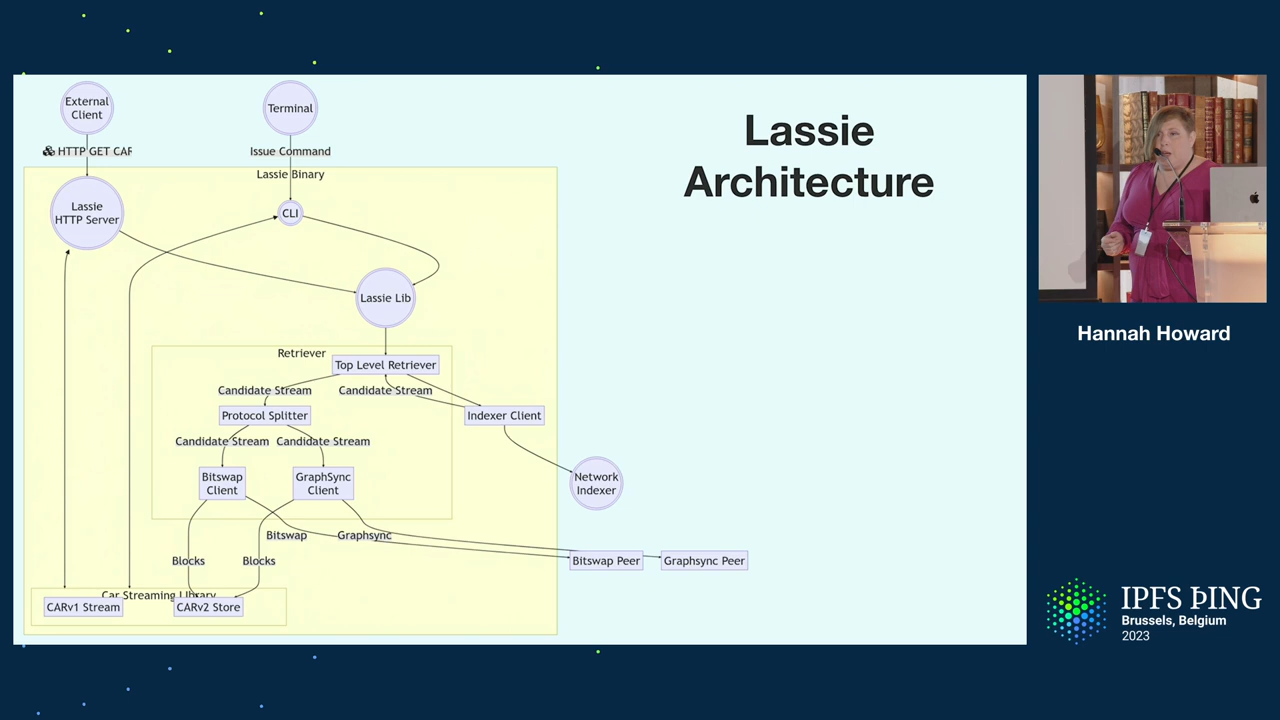 Lassie
Architecture
External
Client
Terminal
HTTP GET CAR
Issue Command
Lassie Binary
Lassie
HTTP Server
CLI
Lassie Lib
Retriever
Top Level Retriever
Candidate Stream
Candidate Stream
Protocol Splitter
Indexer Client
Candidate Stream
Candidate Stream
Bitswap
Client
GraphSync
Client
Network
Indexer
Bitswap
Graphsync
Blocks
Blocks
Bitswap Peer
Graphsync Peer
Car Streaming Library
CARv1 Stream
CARv2 Store
Hannah Howard
IPFS ÞING
Brussels, Belgium
2023